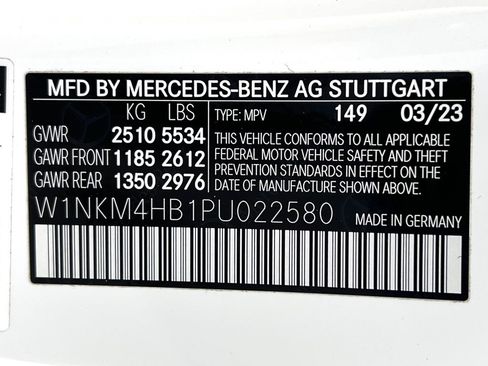 MFD BY MERCEDES-BENZ AG STUTTGART
KG LBS TYPE: MPV 149 03/23
GVWR 2510 5534 THIS VEHICLE CONFORMS TO ALL APPLICABLE
GAWR FRONT 1185 2612 FEDERAL MOTOR VEHICLE SAFETY AND THEFT
GAWR REAR 1350 2976 PREVENTION STANDARDS IN EFFECT ON THE
DATE OF MANUFACTURE SHOWN ABOVE.
W1NKM4HB1PU022580 MADE IN GERMANY